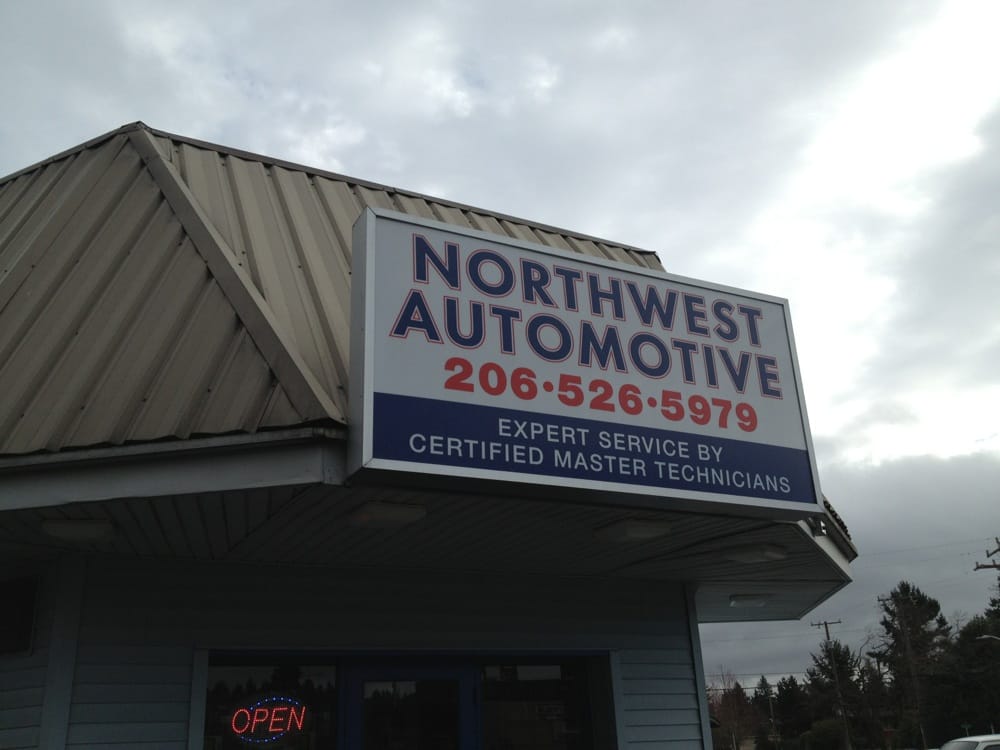 NORTHWEST
AUTOMOTIVE
206·526·5979
EXPERT SERVICE BY
CERTIFIED MASTER TECHNICIANS
OPEN